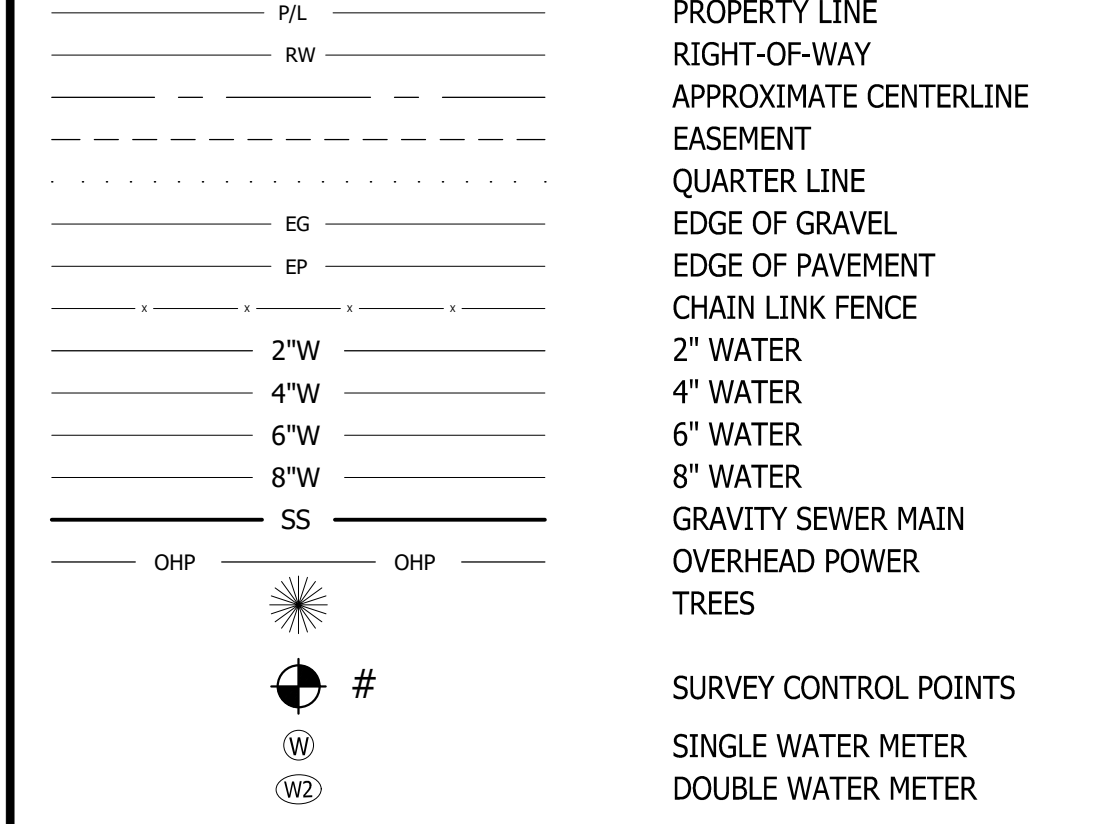 P/L PROPERTY LINE
RW RIGHT-OF-WAY
APPROXIMATE CENTERLINE
EASEMENT
QUARTER LINE
EG EDGE OF GRAVEL
EP EDGE OF PAVEMENT
x x x x CHAIN LINK FENCE
2"W 2" WATER
4"W 4" WATER
6"W 6" WATER
8"W 8" WATER
SS GRAVITY SEWER MAIN
OHP OHP OVERHEAD POWER
TREES
# SURVEY CONTROL POINTS
W SINGLE WATER METER
W2 DOUBLE WATER METER